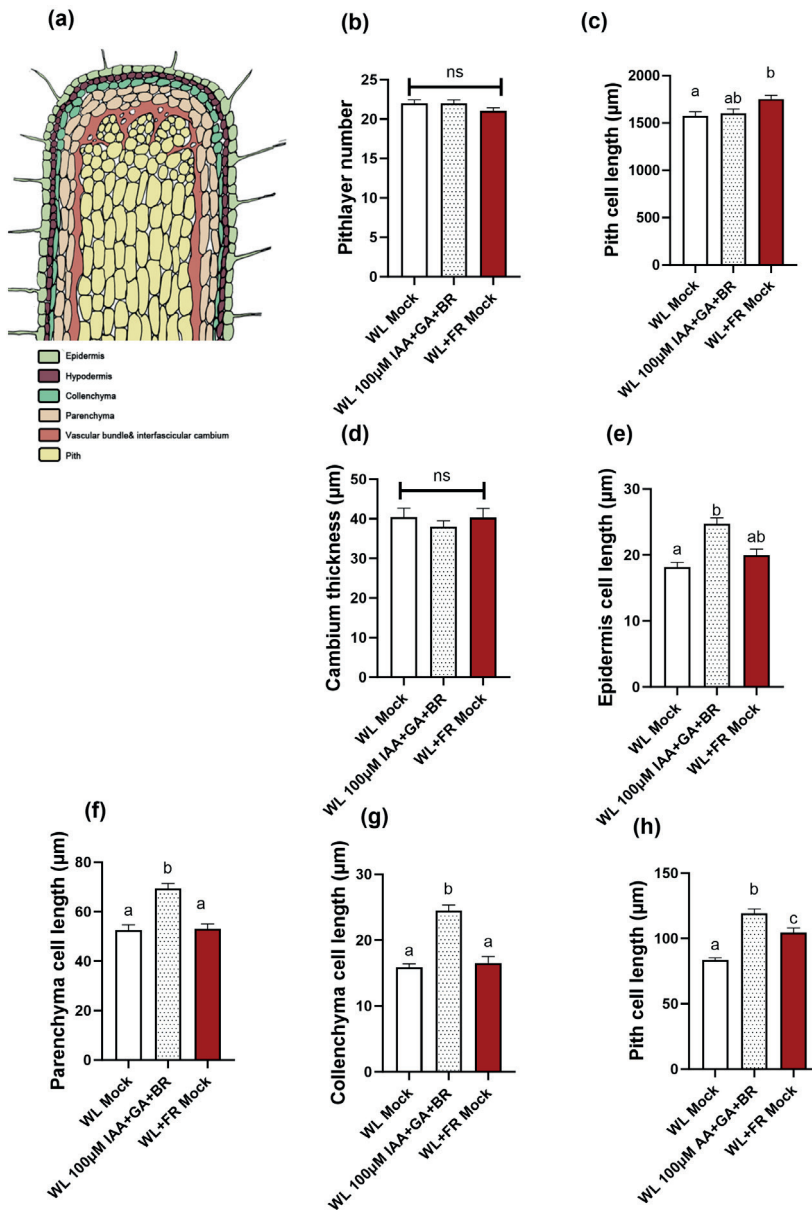 (a)
Epidermis
Hypodermis
Collenchyma
Parenchyma
Vascular bundle& interfascicular cambium
Pith
(b)
ns
Pithlayer number
25
20
15
10
5
0
WL Mock
WL 100µM IAA+GA+BR
WL+FR Mock
(c)
a
ab
b
Pith cell length (µm)
2000
1500
1000
500
0
WL Mock
WL 100µM IAA+GA+BR
WL+FR Mock
(d)
ns
Cambium thickness (µm)
50
40
30
20
10
0
WL Mock
WL 100µM IAA+GA+BR
WL+FR Mock
(e)
a
b
ab
Epidermis cell length (µm)
30
20
10
0
WL Mock
WL 100µM IAA+GA+BR
WL+FR Mock
(f)
a
b
a
Parenchyma cell length (µm)
80
60
40
20
0
WL Mock
WL 100µM IAA+GA+BR
WL+FR Mock
(g)
a
b
a
Collenchyma cell length (µm)
30
20
10
0
WL Mock
WL 100µM IAA+GA+BR
WL+FR Mock
(h)
a
b
c
Pith cell length (µm)
150
100
50
0
WL Mock
WL 100µM AA+GA+BR
WL+FR Mock